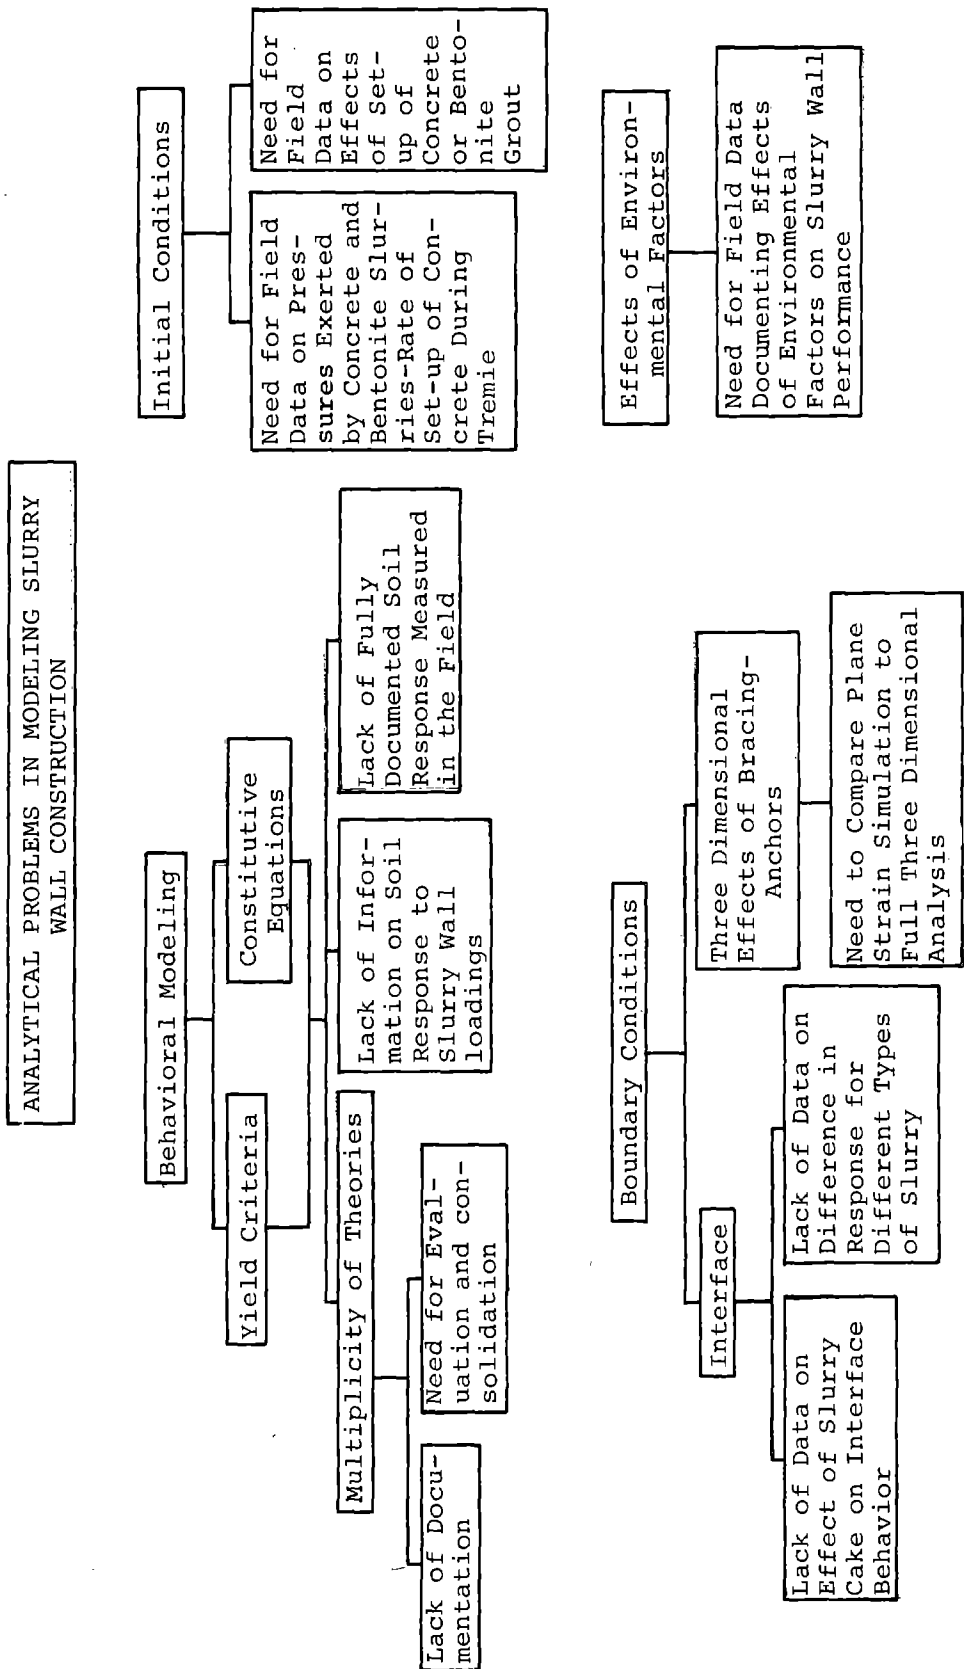 ANALYTICAL PROBLEMS IN MODELING SLURRY
WALL CONSTRUCTION
Behavioral Modeling
Yield Criteria
Constitutive
Equations
Multiplicity of Theories
Lack of Docu-
mentation
Need for Eval-
uation and con-
solidation
Lack of Infor-
mation on Soil
Response to
Slurry Wall
loadings
Lack of Fully
Documented Soil
Response Measured
in the Field
Initial Conditions
Need for Field
Data on Pres-
sures Exerted
by Concrete and
Bentonite Slur-
ries-Rate of
Set-up of Con-
crete During
Tremie
Need for
Field
Data on
Effects
of Set-
up of
Concrete
or Bento-
nite
Grout
Boundary Conditions
Interface
Lack of Data on
Effect of Slurry
Cake on Interface
Behavior
Lack of Data on
Difference in
Response for
Different Types
of Slurry
Three Dimensional
Effects of Bracing-
Anchors
Need to Compare Plane
Strain Simulation to
Full Three Dimensional
Analysis
Effects of Environ-
mental Factors
Need for Field Data
Documenting Effects
of Environmental
Factors on Slurry Wall
Performance